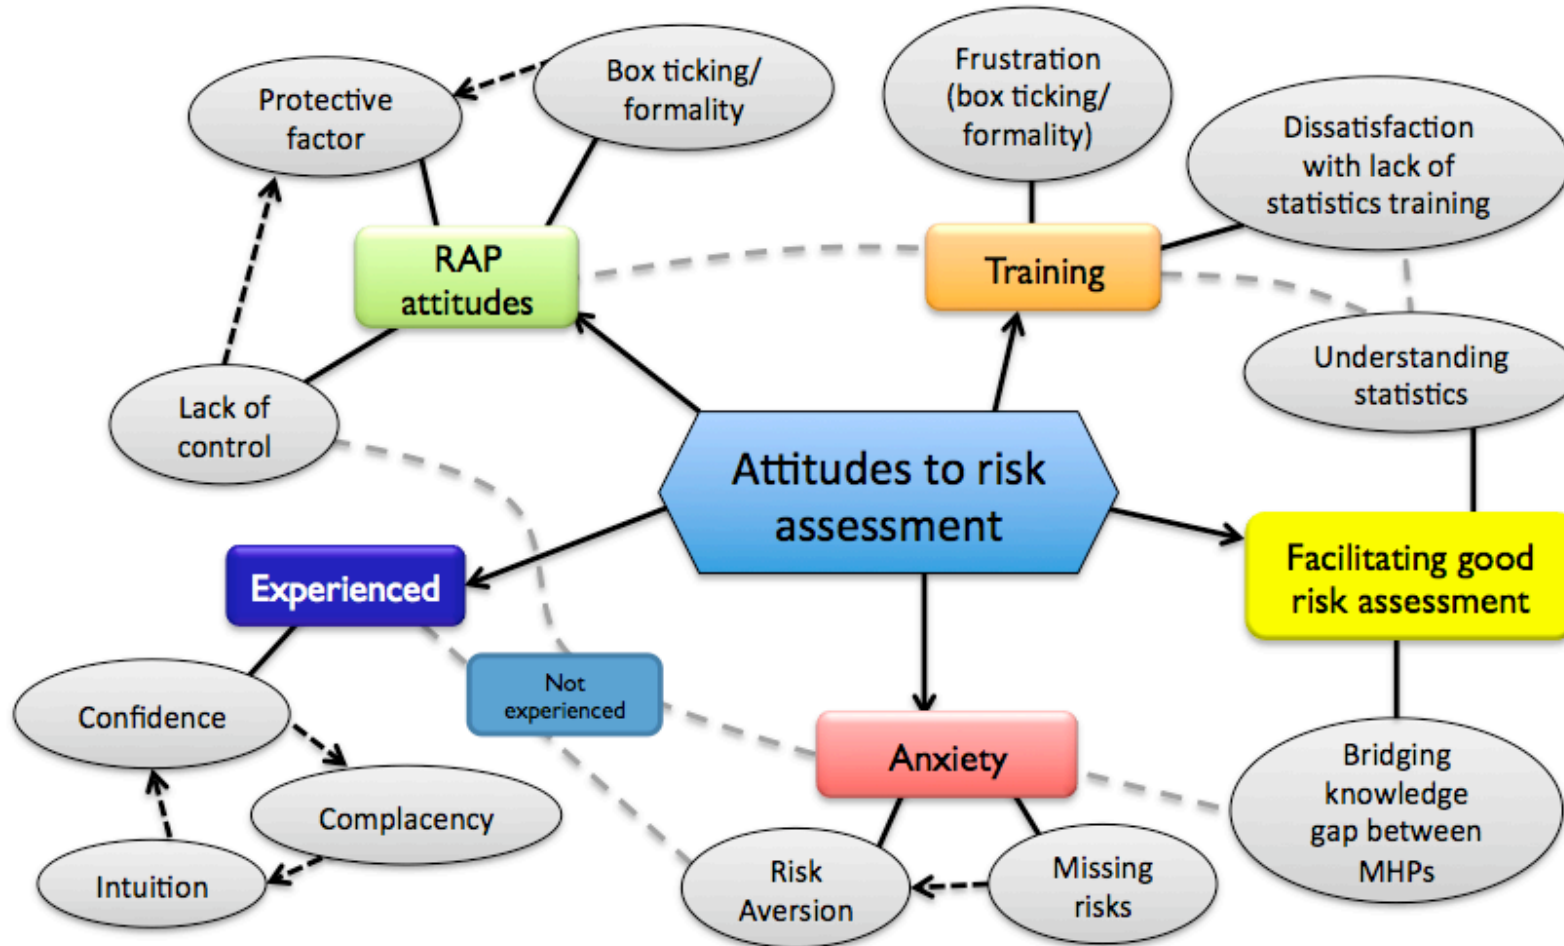 Protective
factor
Box ticking/
formality
Frustration
(box ticking/
formality)
Dissatisfaction
with lack of
statistics training
RAP
attitudes
Training
Understanding
statistics
Lack of
control
Attitudes to risk
assessment
Experienced
Facilitating good
risk assessment
Not
experienced
Confidence
Anxiety
Complacency
Intuition
Risk
Aversion
Missing
risks
Bridging
knowledge
gap between
MHPs